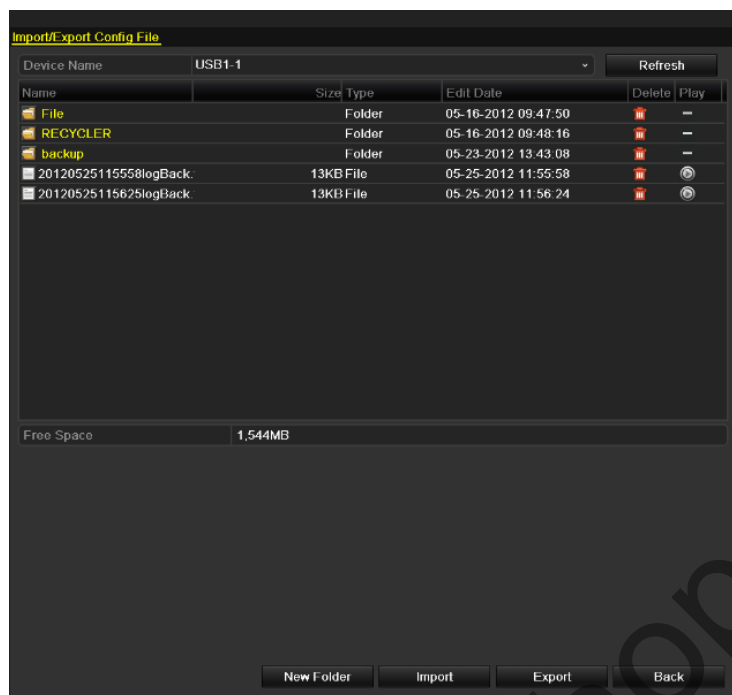 Import/Export Config File
Device Name USB1-1 Refresh
Name Size Type Edit Date Delete Play
File Folder 05-16-2012 09:47:50 –
RECYCLER Folder 05-16-2012 09:48:16 –
backup Folder 05-23-2012 13:43:08 –
20120525115558logBack. 13KB File 05-25-2012 11:55:58
20120525115625logBack. 13KB File 05-25-2012 11:56:24
Free Space 1,544MB
New Folder Import Export Back